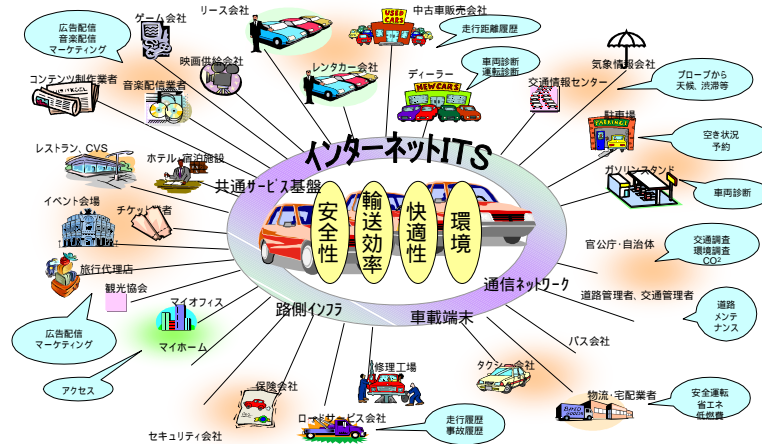 広告配信
音楽配信
マーケティング
ゲーム会社
リース会社
中古車販売会社
USED
CARS
走行距離履歴
映画供給会社
レンタカー会社
ディーラー
NEW CARS
車両診断
運転診断
気象情報会社
交通情報センター
プローブから
天候、渋滞等
コンテンツ制作業者
音楽配信業者
駐車場
PARKING
空き状況
予約
レストラン、CVS
ホテル・宿泊施設
インターネットITS
ガソリンスタンド
車両診断
共通サービス基盤
安全性
輸送効率
快適性
環境
イベント会場
チケット業者
官公庁・自治体
交通調査
環境調査
CO2
旅行代理店
観光協会
通信ネットワーク
道路管理者、交通管理者
マイオフィス
路側インフラ
車載端末
道路
メンテ
ナンス
広告配信
マーケティング
マイホーム
バス会社
アクセス
修理工場
タクシー会社
保険会社
物流・宅配業者
安全運転
省エネ
低燃費
ロードサービス会社
走行履歴
事故履歴
セキュリティ会社